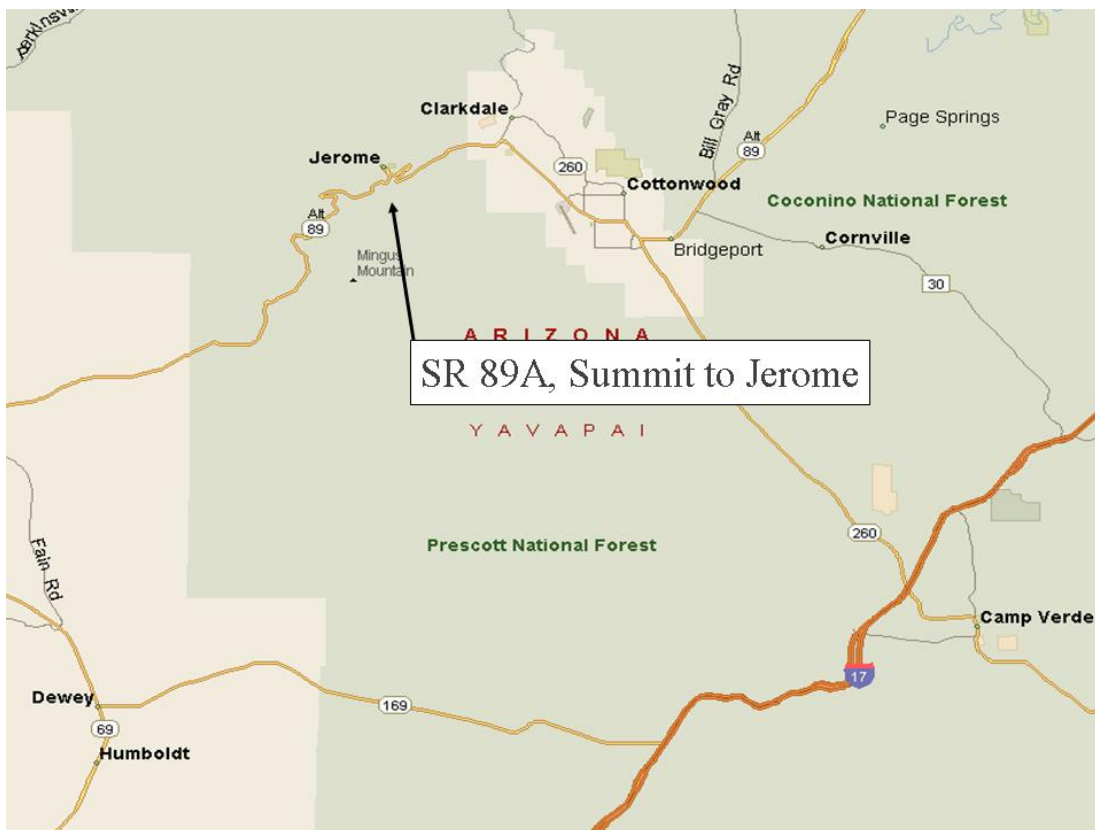 Perkinsville
Clarkdale
Bill Gray Rd
Page Springs
Alt
89
Jerome
260
Cottonwood
Coconino National Forest
Alt
89
Bridgeport
Cornville
Mingus
Mountain
30
ARIZONA
SR 89A, Summit to Jerome
YAVAPAI
Prescott National Forest
260
Fain Rd
Camp Verde
17
Dewey
169
69
Humboldt